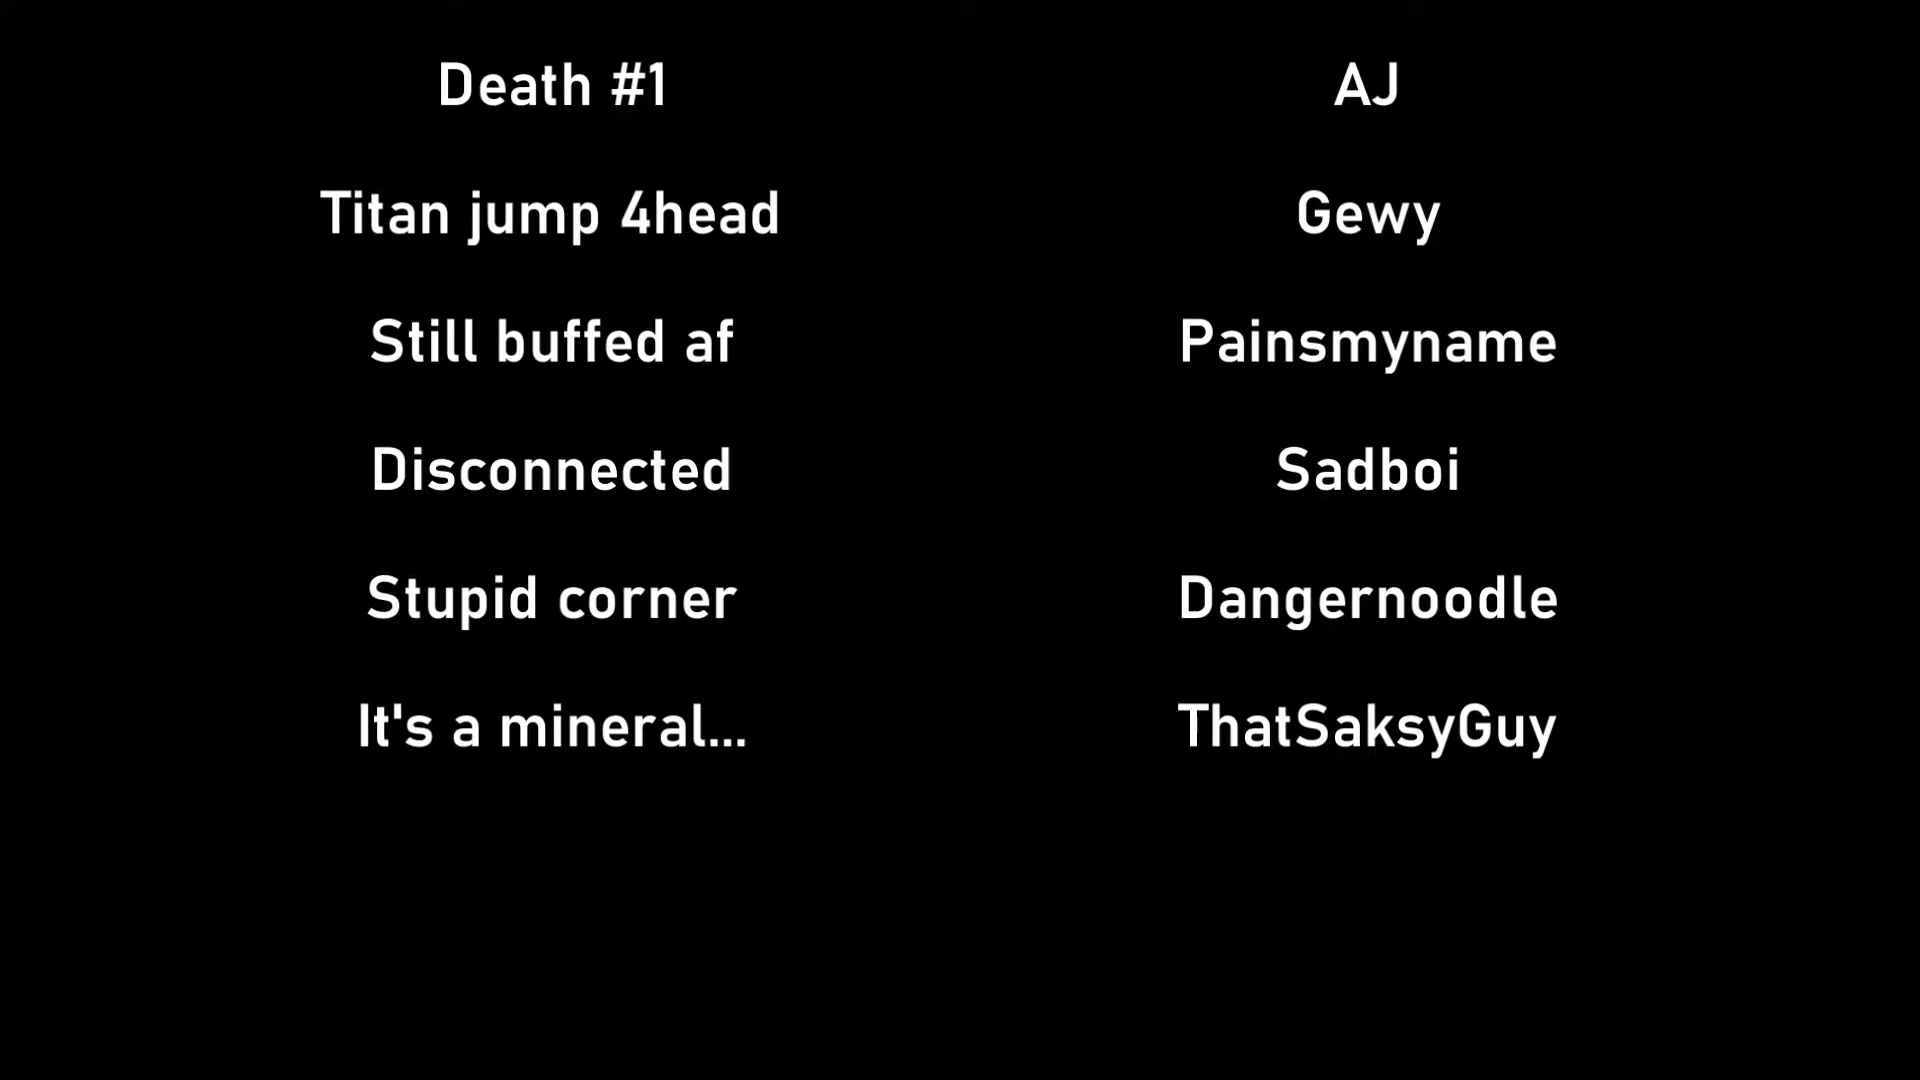 Death #1 AJ
Titan jump 4head Gewy
Still buffed af Painsmyname
Disconnected Sadboi
Stupid corner Dangernoodle
It's a mineral... ThatSaksyGuy